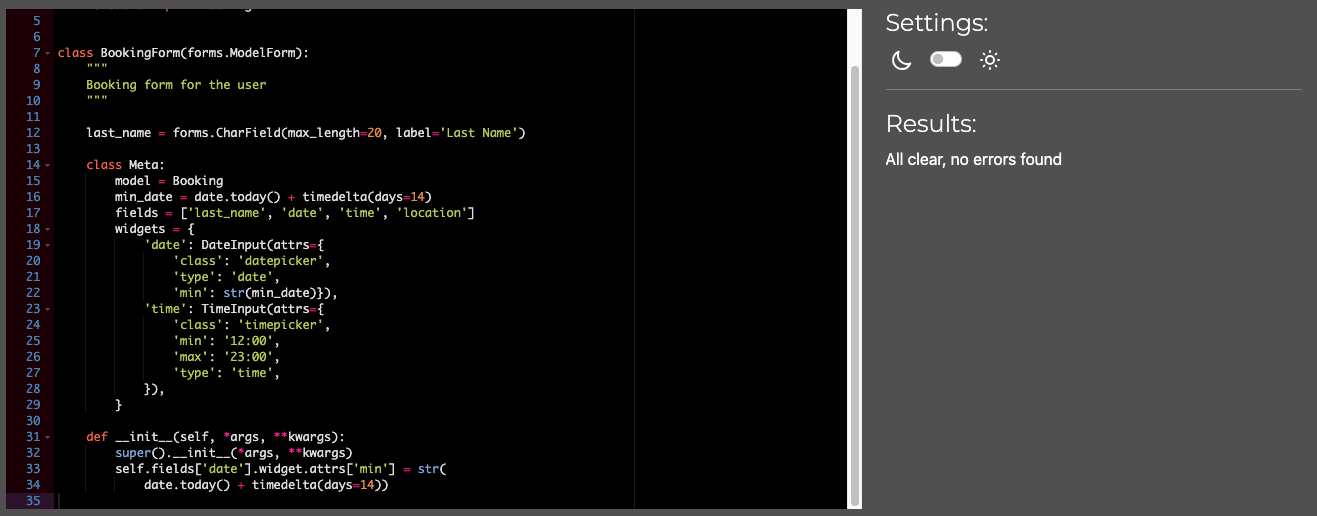 5
6
7 class BookingForm(forms.ModelForm):
8     """
9     Booking form for the user
10     """
11
12     last_name = forms.CharField(max_length=20, label='Last Name')
13
14     class Meta:
15         model = Booking
16         min_date = date.today() + timedelta(days=14)
17         fields = ['last_name', 'date', 'time', 'location']
18         widgets = {
19             'date': DateInput(attrs={
20                 'class': 'datepicker',
21                 'type': 'date',
22                 'min': str(min_date)}),
23             'time': TimeInput(attrs={
24                 'class': 'timepicker',
25                 'min': '12:00',
26                 'max': '23:00',
27                 'type': 'time',
28             }),
29         }
30
31     def __init__(self, *args, **kwargs):
32         super().__init__(*args, **kwargs)
33         self.fields['date'].widget.attrs['min'] = str(
34             date.today() + timedelta(days=14))
35
Settings:
Results:
All clear, no errors found